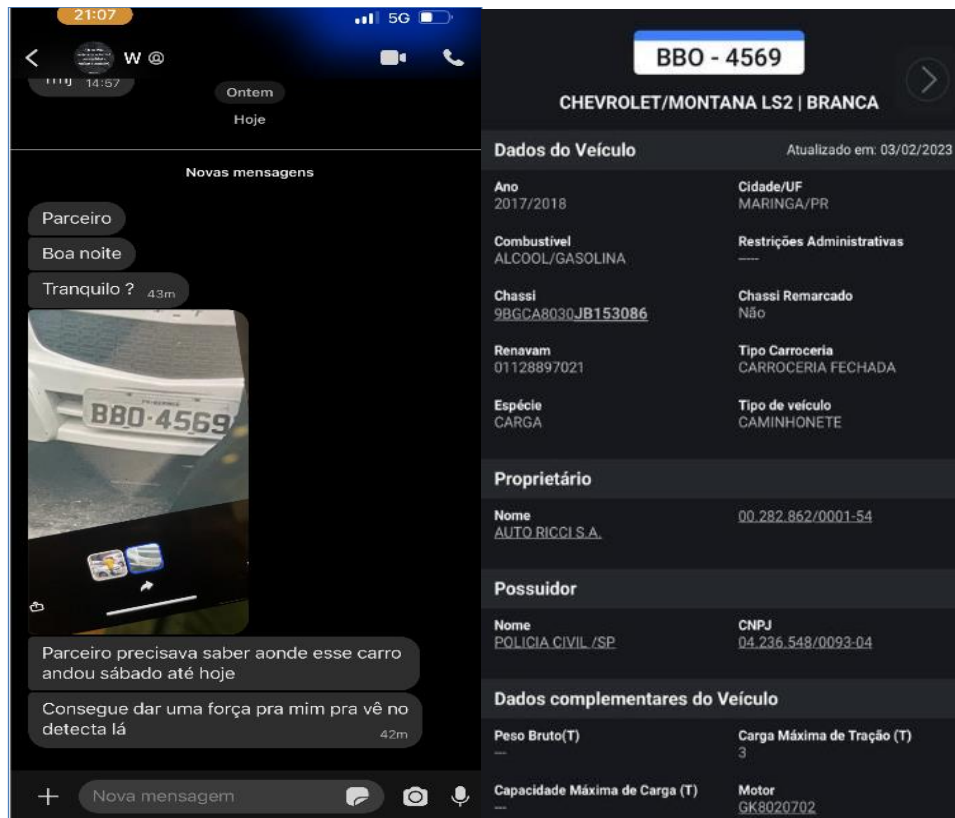 21:07
5G
W @
14:57
Ontem
Hoje
Novas mensagens
Parceiro
Boa noite
Tranquilo ? 43m
BBO-4569
Parceiro precisava saber aonde esse carro
andou sábado até hoje
Consegue dar uma força pra mim pra vê no
detecta lá
42m
Nova mensagem
BBO - 4569
CHEVROLET/MONTANA LS2 | BRANCA
Dados do Veículo Atualizado em: 03/02/2023
Ano Cidade/UF
2017/2018 MARINGA/PR
Combustível Restrições Administrativas
ALCOOL/GASOLINA ----
Chassi Chassi Remarcado
9BGCA8030JB153086 Não
Renavam Tipo Carroceria
01128897021 CARROCERIA FECHADA
Espécie Tipo de veículo
CARGA CAMINHONETE
Proprietário
Nome 00.282.862/0001-54
AUTO RICCI S.A.
Possuidor
Nome CNPJ
POLICIA CIVIL /SP 04.236.548/0093-04
Dados complementares do Veículo
Peso Bruto(T) Carga Máxima de Tração (T)
--- 3
Capacidade Máxima de Carga (T) Motor
--- GK8020702